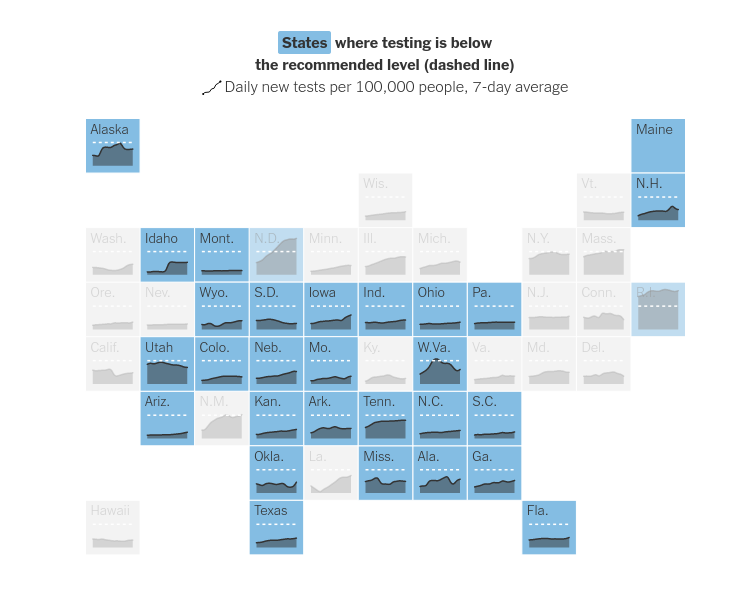 States where testing is below
the recommended level (dashed line)
Daily new tests per 100,000 people, 7-day average
Alaska Maine
Wis. Vt. N.H.
Wash. Idaho Mont. N.D. Minn. Ill. Mich. N.Y. Mass.
Ore. Nev. Wyo. S.D. Iowa Ind. Ohio Pa. N.J. Conn.
Calif. Utah Colo. Neb. Mo. Ky. W.Va. Va. Md. Del.
Ariz. N.M. Kan. Ark. Tenn. N.C. S.C.
Okla. La. Miss. Ala. Ga.
Hawaii Texas Fla.